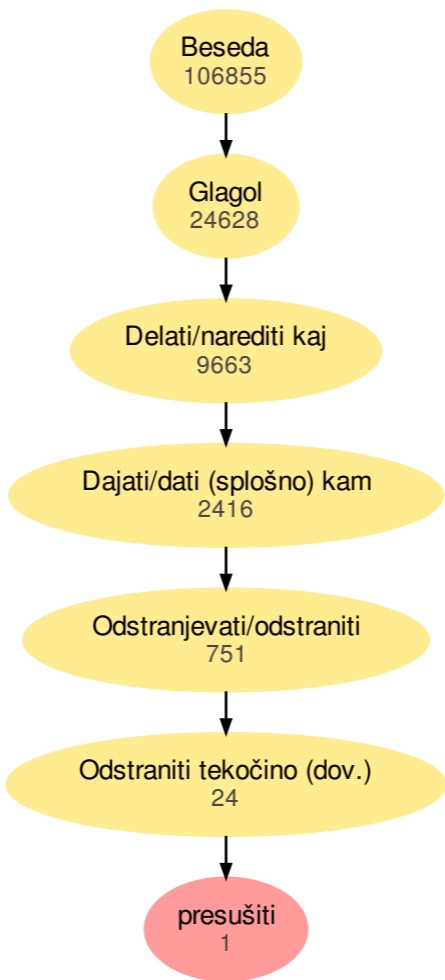 Beseda
106855
Glagol
24628
Delati/narediti kaj
9663
Dajati/dati (splošno) kam
2416
Odstranjevati/odstraniti
751
Odstraniti tekočino (dov.)
24
presušiti
1